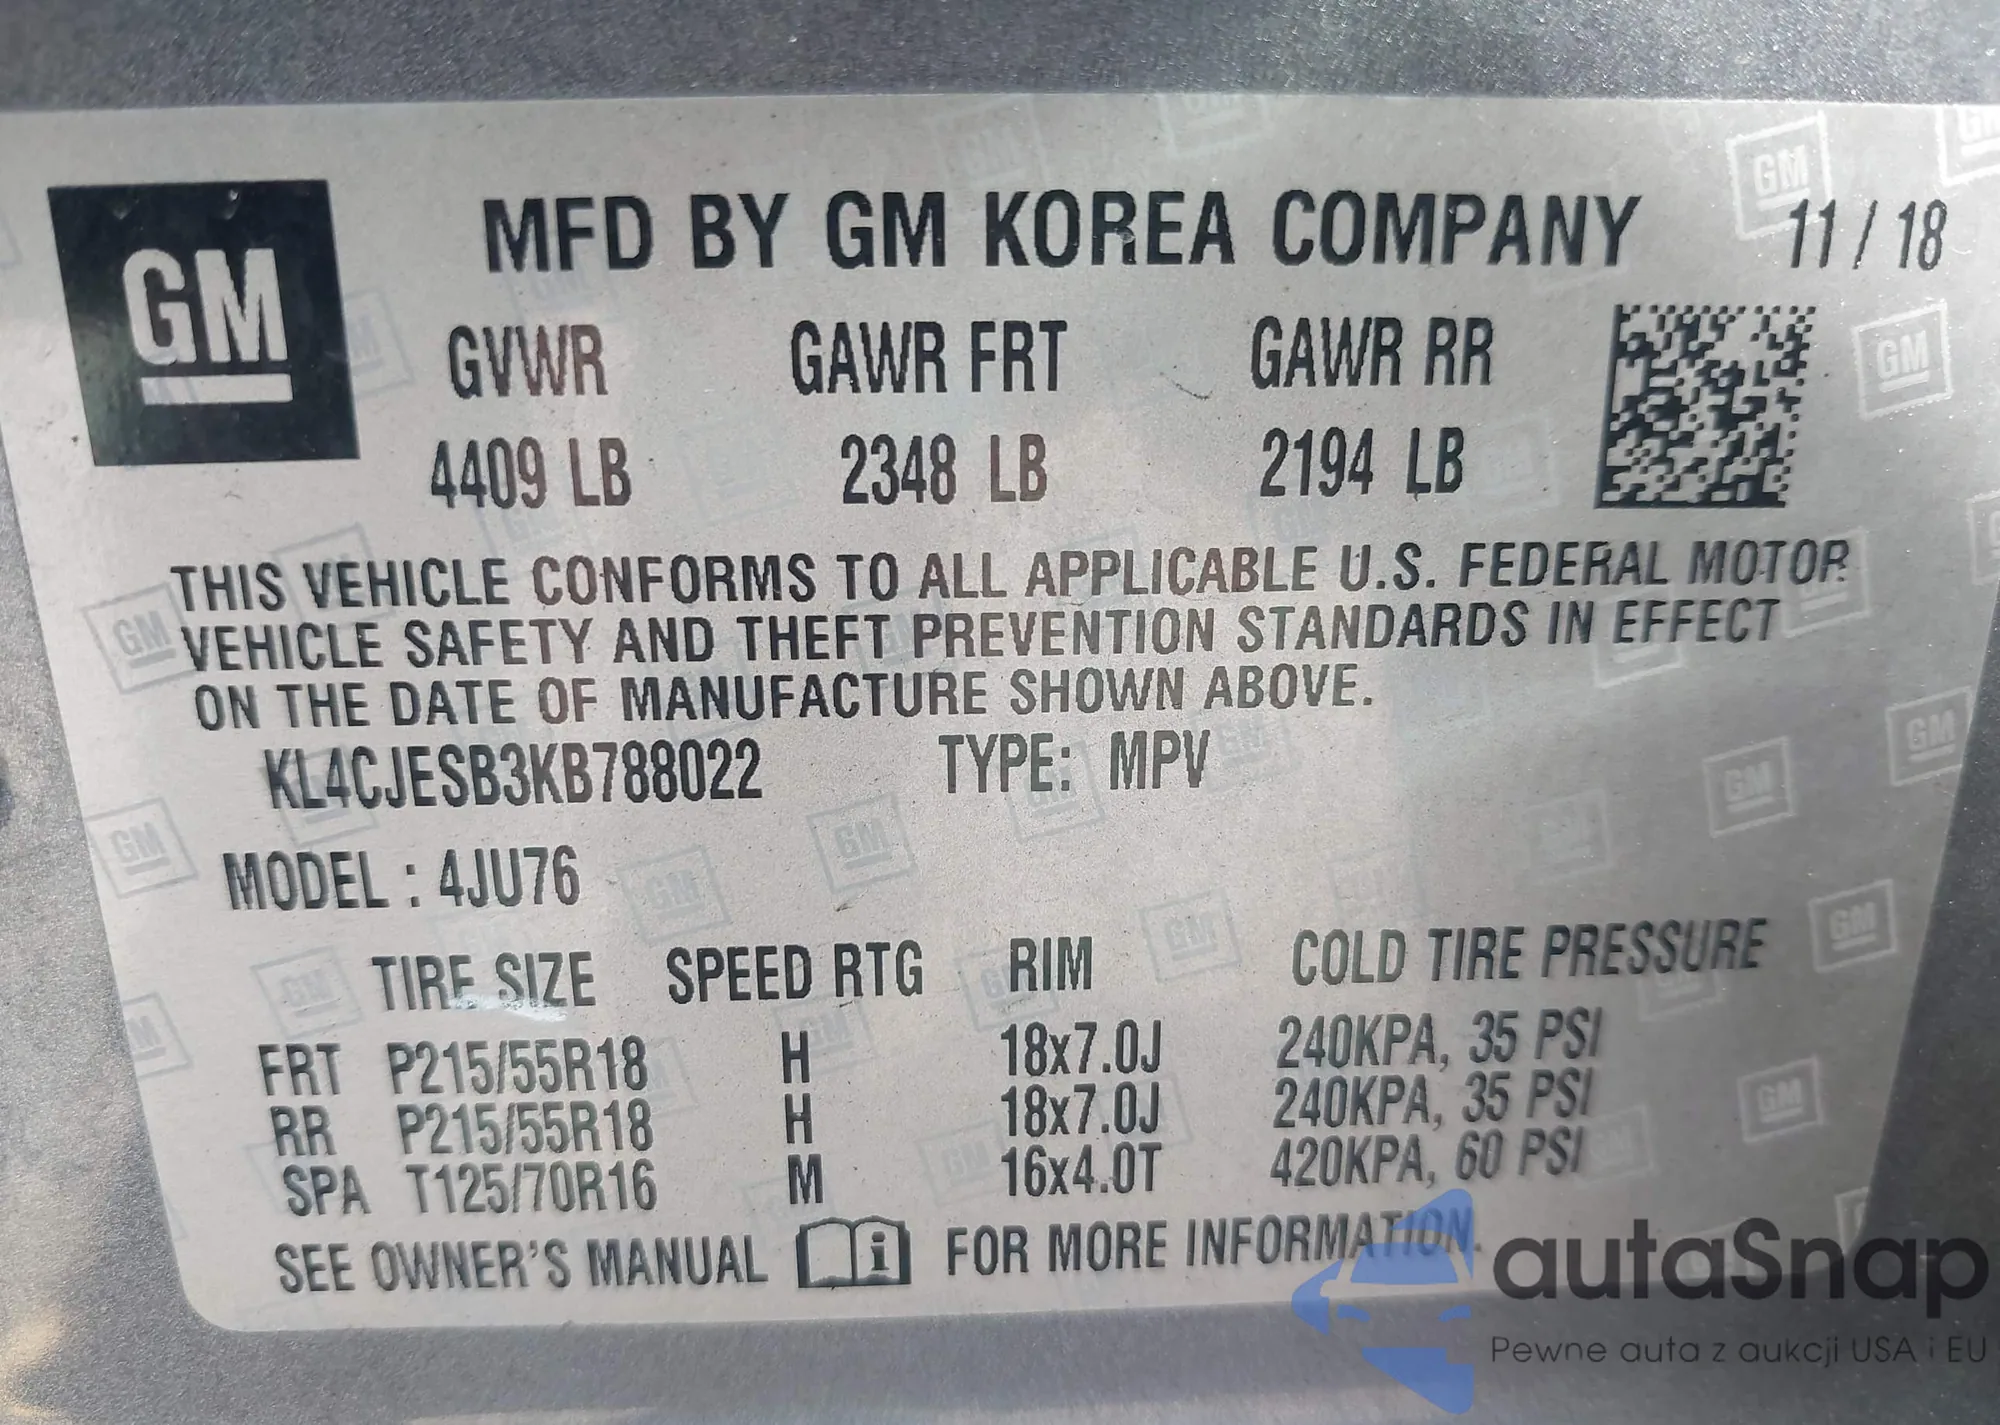 GM
MFD BY GM KOREA COMPANY 11 / 18
GVWR GAWR FRT GAWR RR
4409 LB 2348 LB 2194 LB
THIS VEHICLE CONFORMS TO ALL APPLICABLE U.S. FEDERAL MOTOR
VEHICLE SAFETY AND THEFT PREVENTION STANDARDS IN EFFECT
ON THE DATE OF MANUFACTURE SHOWN ABOVE.
KL4CJESB3KB788022 TYPE: MPV
MODEL : 4JU76
TIRE SIZE SPEED RTG RIM COLD TIRE PRESSURE
FRT P215/55R18 H 18x7.0J 240KPA, 35 PSI
RR P215/55R18 H 18x7.0J 240KPA, 35 PSI
SPA T125/70R16 M 16x4.0T 420KPA, 60 PSI
SEE OWNER'S MANUAL i FOR MORE INFORMATION.
autaSnap
Pewne auta z aukcji USA i EU